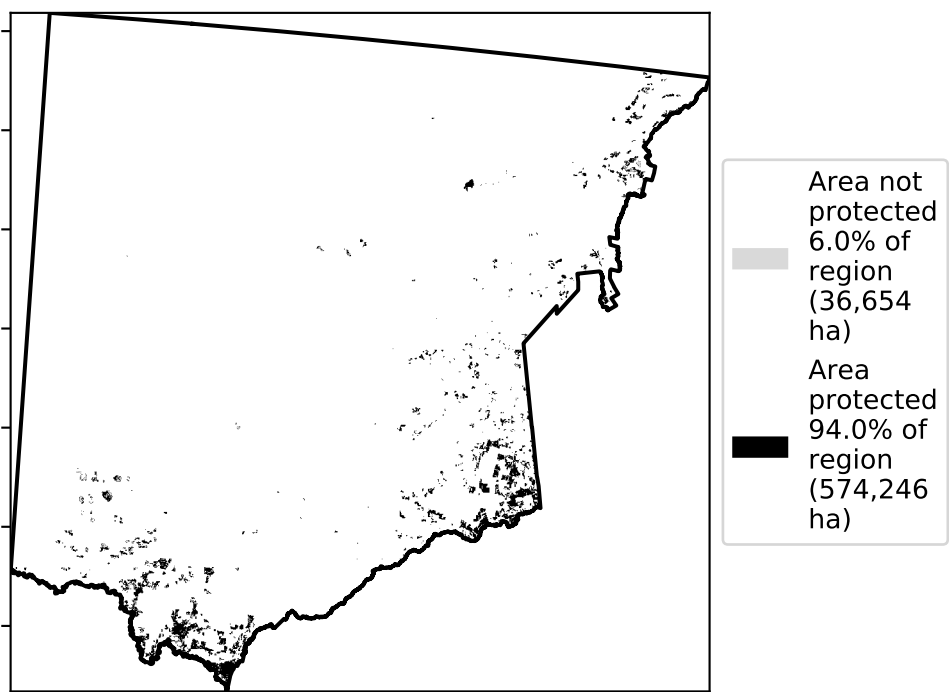 Area not
protected
6.0% of
region
(36,654
ha)
Area
protected
94.0% of
region
(574,246
ha)